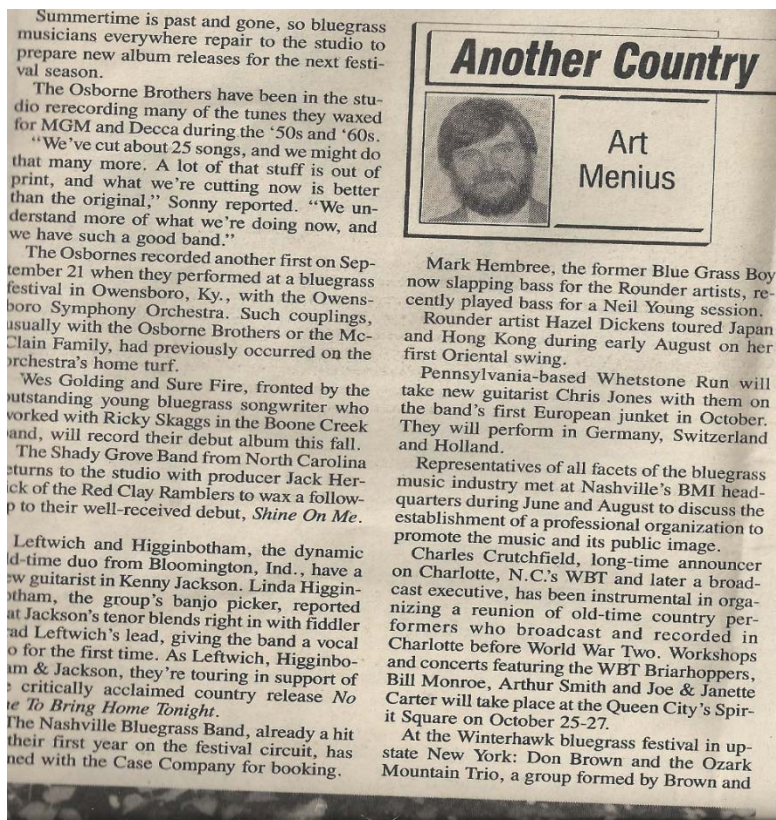 Summertime is past and gone, so bluegrass
musicians everywhere repair to the studio to
prepare new album releases for the next festi-
val season.
The Osborne Brothers have been in the stu-
dio rerecording many of the tunes they waxed
for MGM and Decca during the '50s and '60s.
"We've cut about 25 songs, and we might do
that many more. A lot of that stuff is out of
print, and what we're cutting now is better
than the original," Sonny reported. "We un-
derstand more of what we're doing now, and
we have such a good band."
The Osbornes recorded another first on Sep-
tember 21 when they performed at a bluegrass
festival in Owensboro, Ky., with the Owens-
boro Symphony Orchestra. Such couplings,
usually with the Osborne Brothers or the Mc-
Clain Family, had previously occurred on the
orchestra's home turf.
Wes Golding and Sure Fire, fronted by the
outstanding young bluegrass songwriter who
worked with Ricky Skaggs in the Boone Creek
band, will record their debut album this fall.
The Shady Grove Band from North Carolina
eturns to the studio with producer Jack Her-
ck of the Red Clay Ramblers to wax a follow-
p to their well-received debut, Shine On Me.
Leftwich and Higginbotham, the dynamic
ld-time duo from Bloomington, Ind., have a
ew guitarist in Kenny Jackson. Linda Higgin-
otham, the group's banjo picker, reported
at Jackson's tenor blends right in with fiddler
ad Leftwich's lead, giving the band a vocal
o for the first time. As Leftwich, Higginbo-
am & Jackson, they're touring in support of
critically acclaimed country release No
e To Bring Home Tonight.
The Nashville Bluegrass Band, already a hit
their first year on the festival circuit, has
ned with the Case Company for booking.
Another Country
Art
Menius
Mark Hembree, the former Blue Grass Boy
now slapping bass for the Rounder artists, re-
cently played bass for a Neil Young session.
Rounder artist Hazel Dickens toured Japan
and Hong Kong during early August on her
first Oriental swing.
Pennsylvania-based Whetstone Run will
take new guitarist Chris Jones with them on
the band's first European junket in October.
They will perform in Germany, Switzerland
and Holland.
Representatives of all facets of the bluegrass
music industry met at Nashville's BMI head-
quarters during June and August to discuss the
establishment of a professional organization to
promote the music and its public image.
Charles Crutchfield, long-time announcer
on Charlotte, N.C.'s WBT and later a broad-
cast executive, has been instrumental in orga-
nizing a reunion of old-time country per-
formers who broadcast and recorded in
Charlotte before World War Two. Workshops
and concerts featuring the WBT Briarhoppers,
Bill Monroe, Arthur Smith and Joe & Janette
Carter will take place at the Queen City's Spir-
it Square on October 25-27.
At the Winterhawk bluegrass festival in up-
state New York: Don Brown and the Ozark
Mountain Trio, a group formed by Brown and